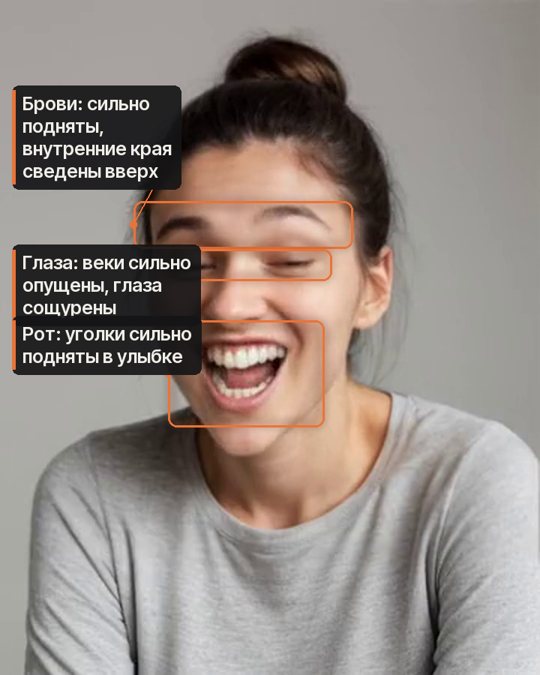 Брови: сильно
подняты,
внутренние края
сведены вверх
Глаза: веки сильно
опущены, глаза
сощурены
Рот: уголки сильно
подняты в улыбке